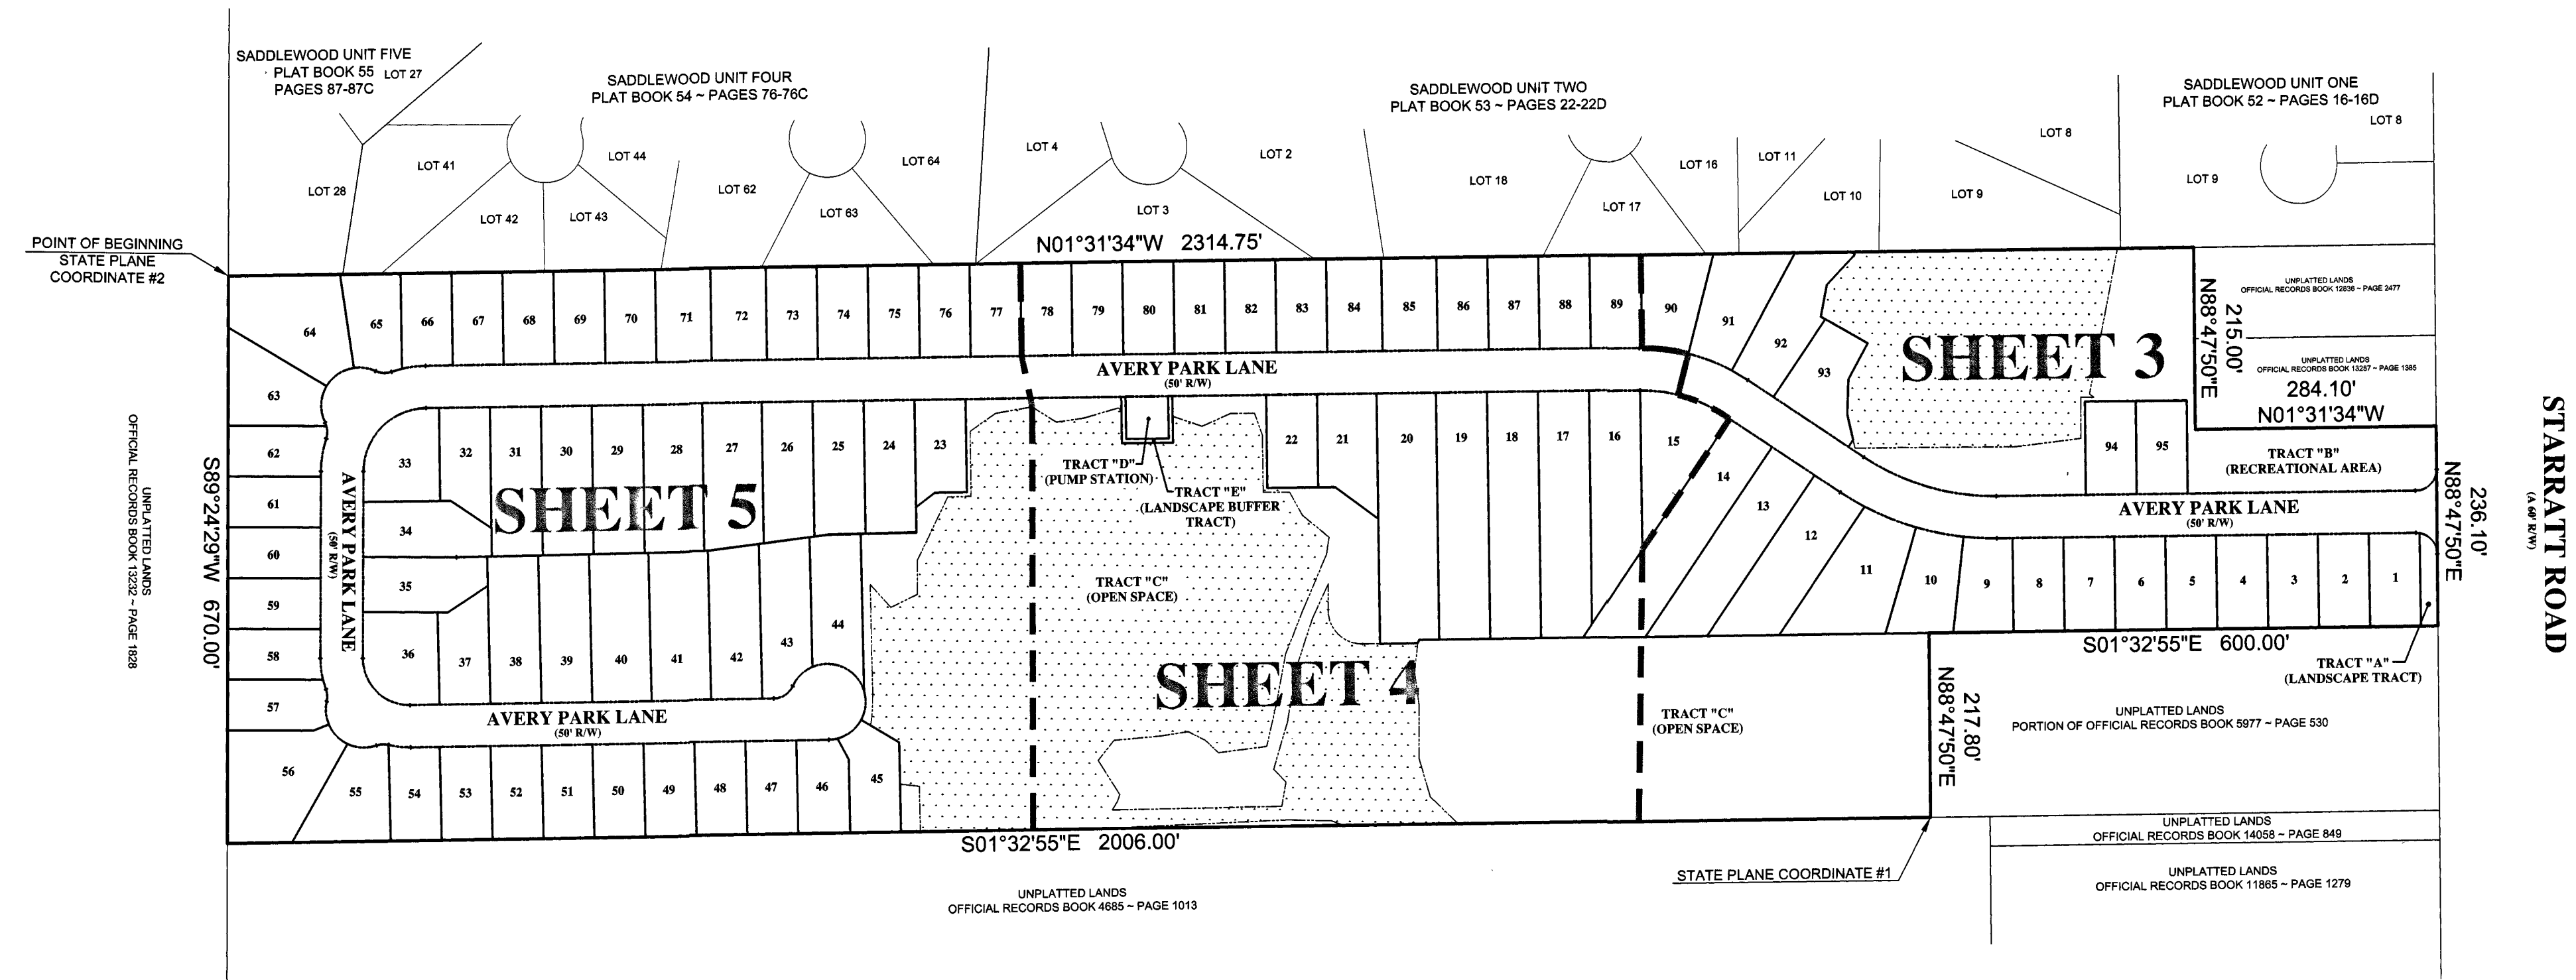 SADDLEWOOD UNIT FIVE
PLAT BOOK 55
PAGES 87-87C
LOT 27
SADDLEWOOD UNIT FOUR
PLAT BOOK 54 ~ PAGES 76-76C
SADDLEWOOD UNIT TWO
PLAT BOOK 53 ~ PAGES 22-22D
SADDLEWOOD UNIT ONE
PLAT BOOK 52 ~ PAGES 16-16D
LOT 8
LOT 8
LOT 28
LOT 41
LOT 44
LOT 42
LOT 43
LOT 62
LOT 63
LOT 64
LOT 4
LOT 3
LOT 2
LOT 18
LOT 17
LOT 16
LOT 11
LOT 10
LOT 9
LOT 9
POINT OF BEGINNING
STATE PLANE
COORDINATE #2
N01°31'34"W 2314.75'
64
65
66
67
68
69
70
71
72
73
74
75
76
77
78
79
80
81
82
83
84
85
86
87
88
89
90
91
92
93
SHEET 3
N88°47'50"E
215.00'
UNPLATTED LANDS
OFFICIAL RECORDS BOOK 12836 ~ PAGE 2477
UNPLATTED LANDS
OFFICIAL RECORDS BOOK 13257 ~ PAGE 1385
284.10'
N01°31'34"W
AVERY PARK LANE
(50' R/W)
63
62
61
60
59
58
57
56
UNPLATTED LANDS
OFFICIAL RECORDS BOOK 13232 ~ PAGE 1828
S89°24'29"W 670.00'
AVERY PARK LANE
(50' R/W)
33
32
31
30
29
28
27
26
25
24
23
SHEET 5
34
35
36
37
38
39
40
41
42
43
44
TRACT "D"
(PUMP STATION)
TRACT "E"
(LANDSCAPE BUFFER
TRACT)
22
21
20
19
18
17
16
15
14
13
12
11
10
9
8
7
6
5
4
3
2
1
94
95
TRACT "B"
(RECREATIONAL AREA)
AVERY PARK LANE
(50' R/W)
N88°47'50"E
236.10'
STARRATT ROAD
(A 60' R/W)
TRACT "C"
(OPEN SPACE)
SHEET 4
AVERY PARK LANE
(50' R/W)
55
54
53
52
51
50
49
48
47
46
45
TRACT "C"
(OPEN SPACE)
S01°32'55"E 600.00'
TRACT "A"
(LANDSCAPE TRACT)
N88°47'50"E
217.80'
UNPLATTED LANDS
PORTION OF OFFICIAL RECORDS BOOK 5977 ~ PAGE 530
S01°32'55"E 2006.00'
UNPLATTED LANDS
OFFICIAL RECORDS BOOK 14058 ~ PAGE 849
STATE PLANE COORDINATE #1
UNPLATTED LANDS
OFFICIAL RECORDS BOOK 11865 ~ PAGE 1279
UNPLATTED LANDS
OFFICIAL RECORDS BOOK 4685 ~ PAGE 1013